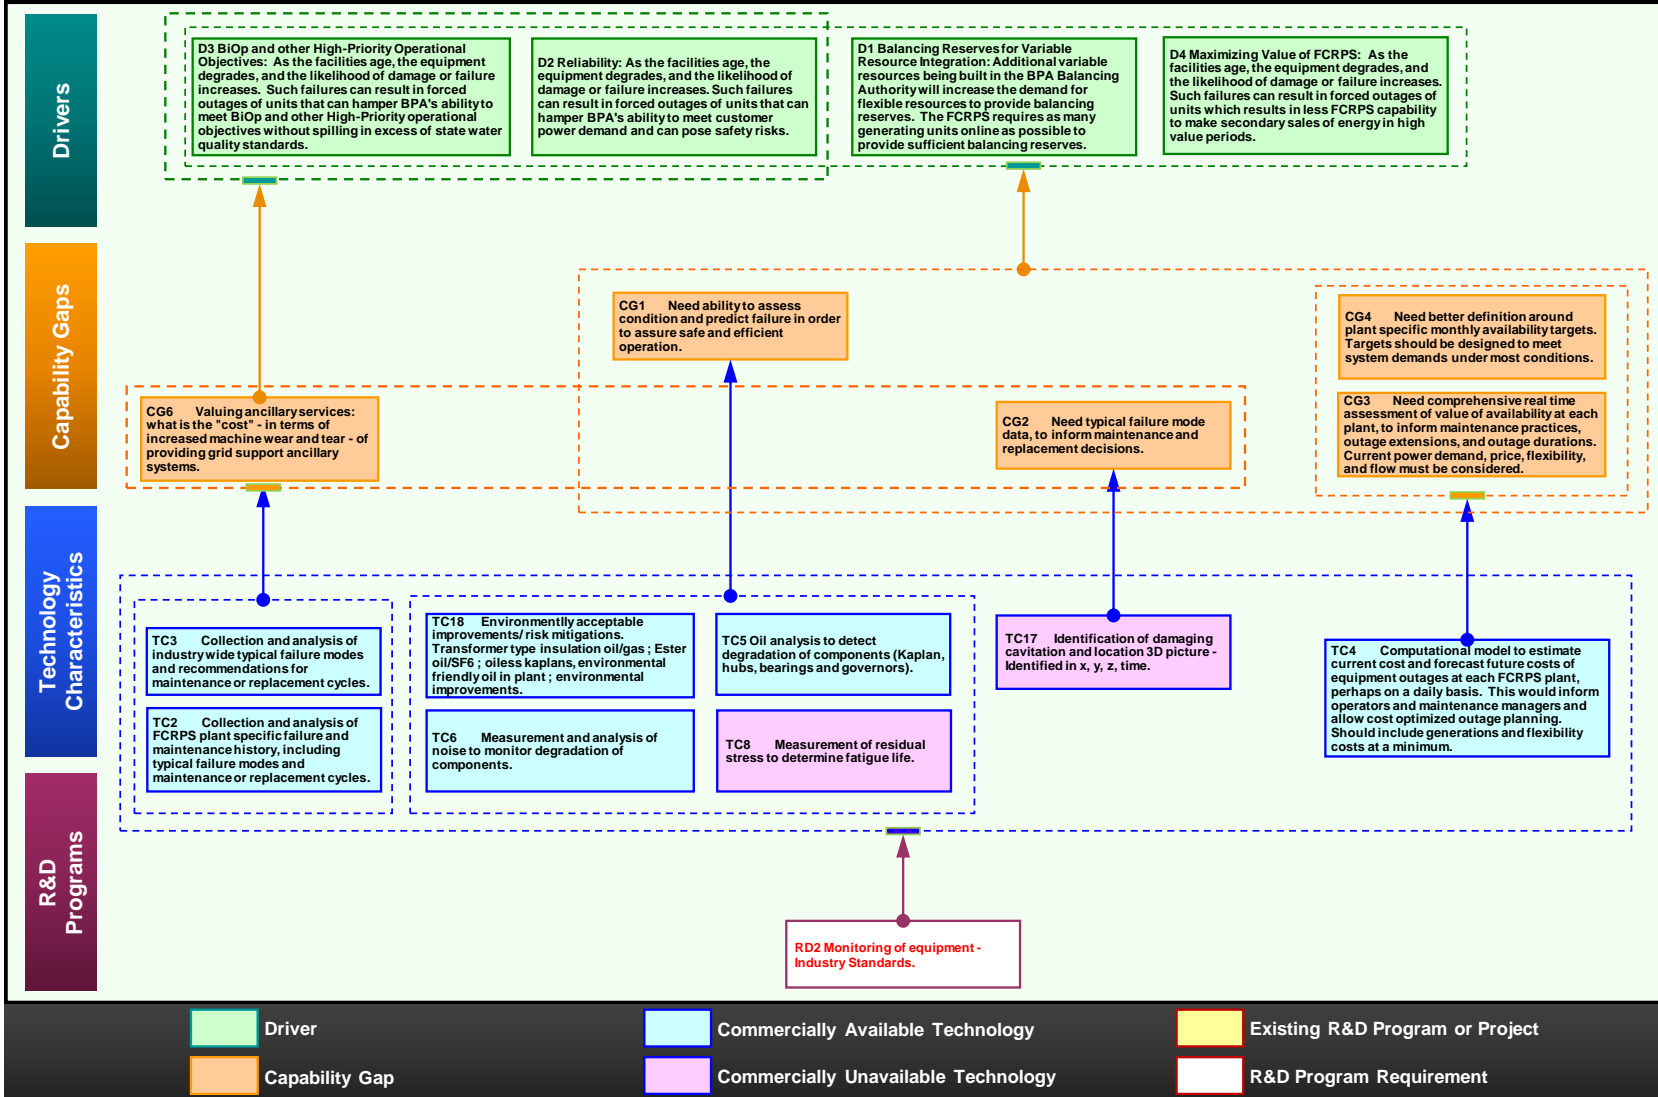 Drivers
D3 BiOp and other High-Priority Operational
Objectives:  As the facilities age, the equipment
degrades, and the likelihood of damage or failure
increases.  Such failures can result in forced
outages of units that can hamper BPA's ability to
meet BiOp and other High-Priority operational
objectives without spilling in excess of state water
quality standards.
D2 Reliability: As the facilities age, the
equipment degrades, and the likelihood of
damage or failure increases. Such failures
can result in forced outages of units that can
hamper BPA's ability to meet customer
power demand and can pose safety risks.
D1 Balancing Reserves for Variable
Resource Integration: Additional variable
resources being built in the BPA Balancing
Authority will increase the demand for
flexible resources to provide balancing
reserves.  The FCRPS requires as many
generating units online as possible to
provide sufficient balancing reserves.
D4 Maximizing Value of FCRPS:  As the
facilities age, the equipment degrades, and
the likelihood of damage or failure increases.
Such failures can result in forced outages of
units which results in less FCRPS capability
to make secondary sales of energy in high
value periods.
Capability Gaps
CG1 Need ability to assess
condition and predict failure in order
to assure safe and efficient
operation.
CG4 Need better definition around
plant specific monthly availability targets.
Targets should be designed to meet
system demands under most conditions.
CG6 Valuing ancillary services:
what is the "cost" - in terms of
increased machine wear and tear - of
providing grid support ancillary
systems.
CG2 Need typical failure mode
data, to inform maintenance and
replacement decisions.
CG3 Need comprehensive real time
assessment of value of availability at each
plant, to inform maintenance practices,
outage extensions, and outage durations.
Current power demand, price, flexibility,
and flow must be considered.
Technology
Characteristics
TC3 Collection and analysis of
industry wide typical failure modes
and recommendations for
maintenance or replacement cycles.
TC18 Environmentlly acceptable
improvements/ risk mitigations.
Transformer type insulation oil/gas ; Ester
oil/SF6 ; oiless kaplans, environmental
friendly oil in plant ; environmental
improvements.
TC5 Oil analysis to detect
degradation of components (Kaplan,
hubs, bearings and governors).
TC17 Identification of damaging
cavitation and location 3D picture -
Identified in x, y, z, time.
TC4 Computational model to estimate
current cost and forecast future costs of
equipment outages at each FCRPS plant,
perhaps on a daily basis.  This would inform
operators and maintenance managers and
allow cost optimized outage planning.
Should include generations and flexibility
costs at a minimum.
TC2 Collection and analysis of
FCRPS plant specific failure and
maintenance history, including
typical failure modes and
maintenance or replacement cycles.
TC6 Measurement and analysis of
noise to monitor degradation of
components.
TC8 Measurement of residual
stress to determine fatigue life.
R&D
Programs
RD2 Monitoring of equipment -
Industry Standards.
Driver
Commercially Available Technology
Existing R&D Program or Project
Capability Gap
Commercially Unavailable Technology
R&D Program Requirement